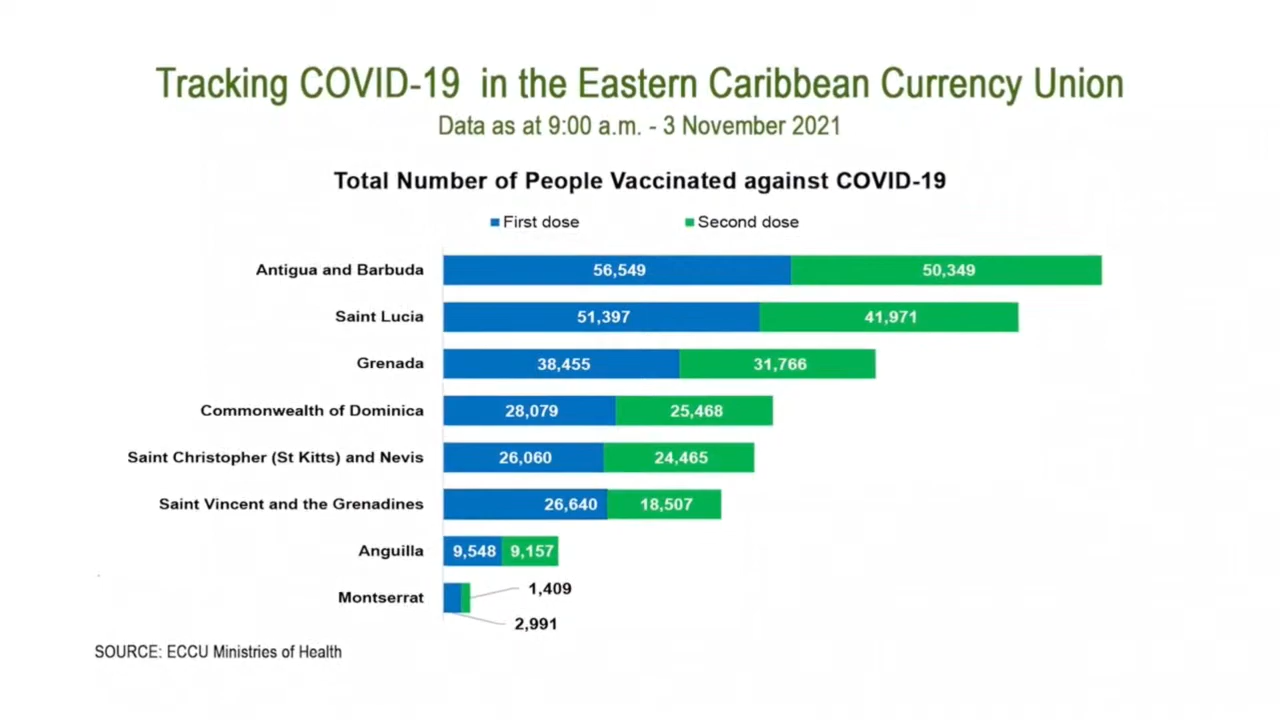 Tracking COVID-19 in the Eastern Caribbean Currency Union
Data as at 9:00 a.m. - 3 November 2021
Total Number of People Vaccinated against COVID-19
First dose Second dose
Antigua and Barbuda 56,549 50,349
Saint Lucia 51,397 41,971
Grenada 38,455 31,766
Commonwealth of Dominica 28,079 25,468
Saint Christopher (St Kitts) and Nevis 26,060 24,465
Saint Vincent and the Grenadines 26,640 18,507
Anguilla 9,548 9,157
Montserrat 1,409
2,991
SOURCE: ECCU Ministries of Health